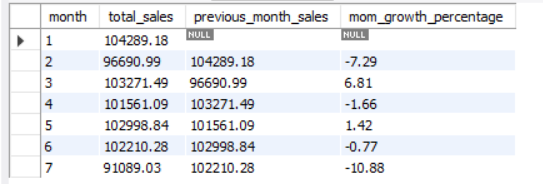 month total_sales previous_month_sales mom_growth_percentage
1 104289.18 NULL NULL
2 96690.99 104289.18 -7.29
3 103271.49 96690.99 6.81
4 101561.09 103271.49 -1.66
5 102998.84 101561.09 1.42
6 102210.28 102998.84 -0.77
7 91089.03 102210.28 -10.88